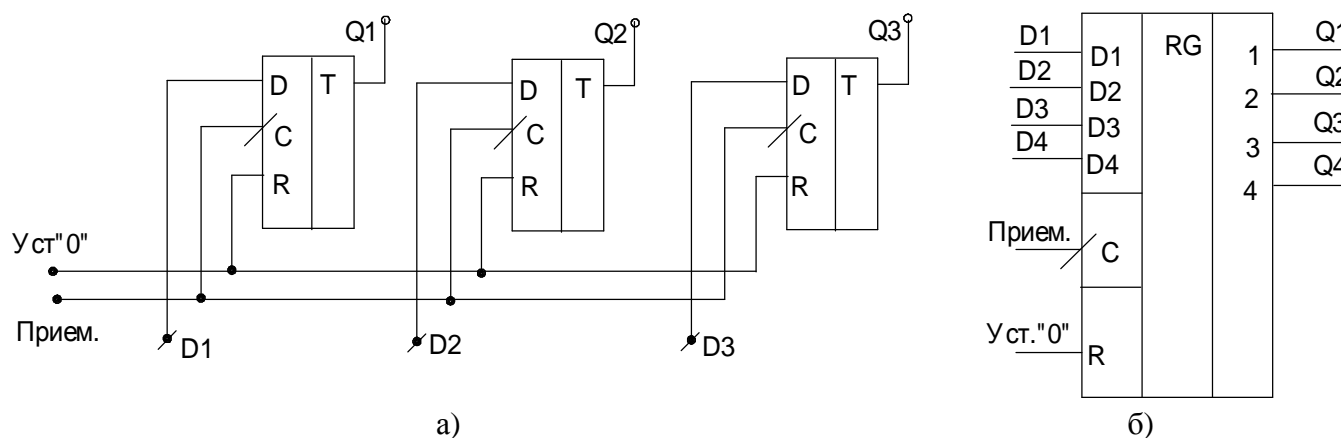 Q1
D T
C
R
Q2
D T
C
R
Q3
D T
C
R
Уст"0"
Прием.
D1
D2
D3
а)
D1
D2
D3
D4
Прием.
Уст."0"
D1
D2
D3
D4
C
R
RG
1
2
3
4
Q1
Q2
Q3
Q4
б)